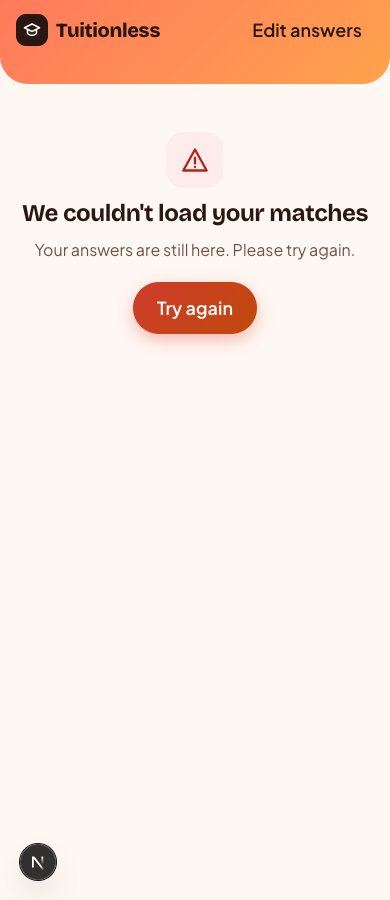 Tuitionless
Edit answers
We couldn't load your matches
Your answers are still here. Please try again.
Try again
N